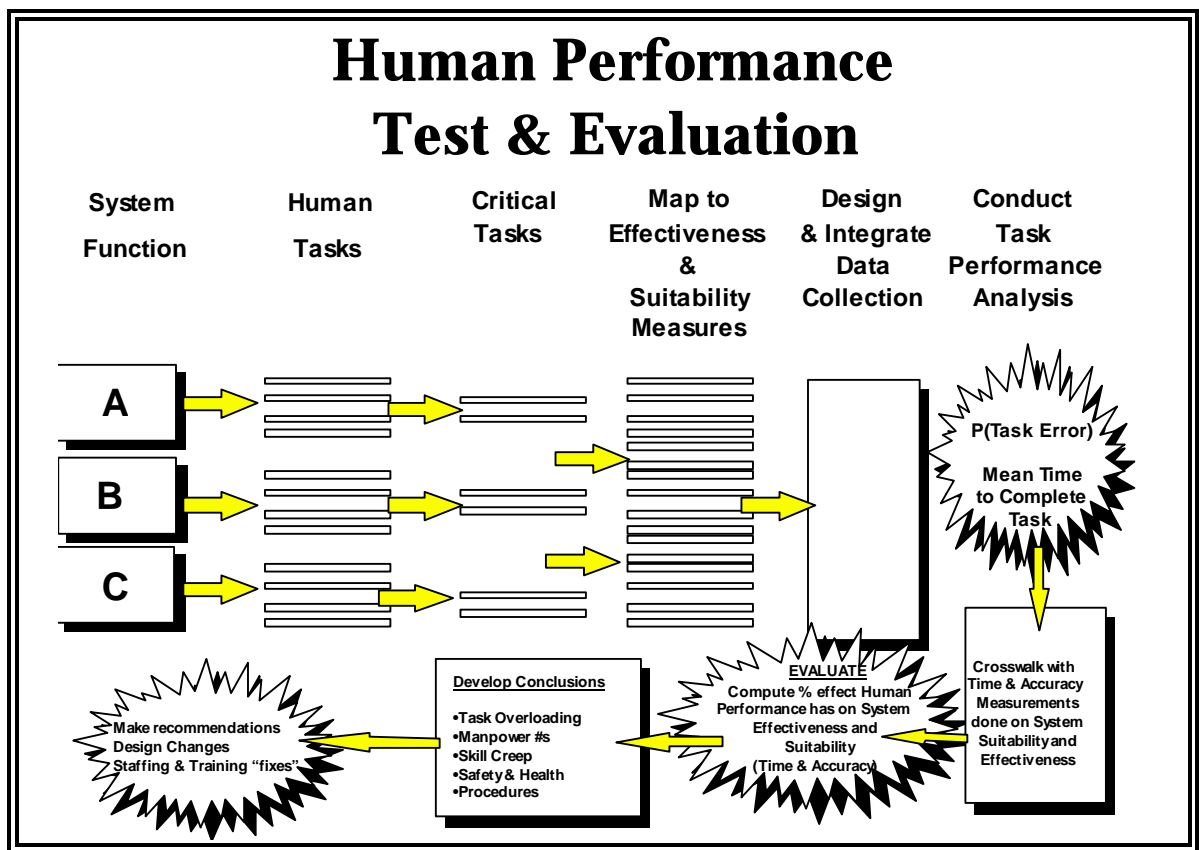 Human Performance
Test & Evaluation
System
Function
Human
Tasks
Critical
Tasks
Map to
Effectiveness
&
Suitability
Measures
Design
& Integrate
Data
Collection
Conduct
Task
Performance
Analysis
A
B
C
P(Task Error)
Mean Time
to Complete
Task
Crosswalk with
Time & Accuracy
Measurements
done on System
Suitability and
Effectiveness
EVALUATE
Compute % effect Human
Performance has on System
Effectiveness and
Suitability
(Time & Accuracy)
Develop Conclusions
•Task Overloading
•Manpower #s
•Skill Creep
•Safety & Health
•Procedures
Make recommendations
Design Changes
Staffing & Training “fixes”